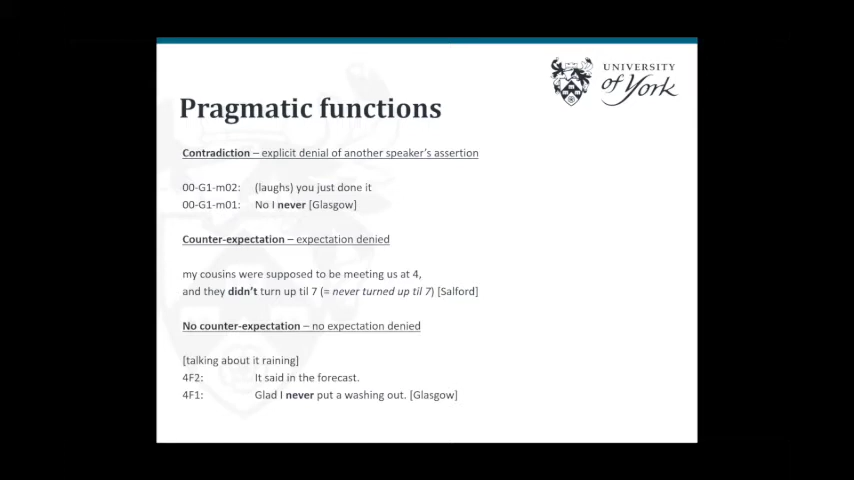 UNIVERSITY
of York
Pragmatic functions
Contradiction – explicit denial of another speaker's assertion
00-G1-m02: (laughs) you just done it
00-G1-m01: No I never [Glasgow]
Counter-expectation – expectation denied
my cousins were supposed to be meeting us at 4,
and they didn't turn up til 7 (= never turned up til 7) [Salford]
No counter-expectation – no expectation denied
[talking about it raining]
4F2: It said in the forecast.
4F1: Glad I never put a washing out. [Glasgow]